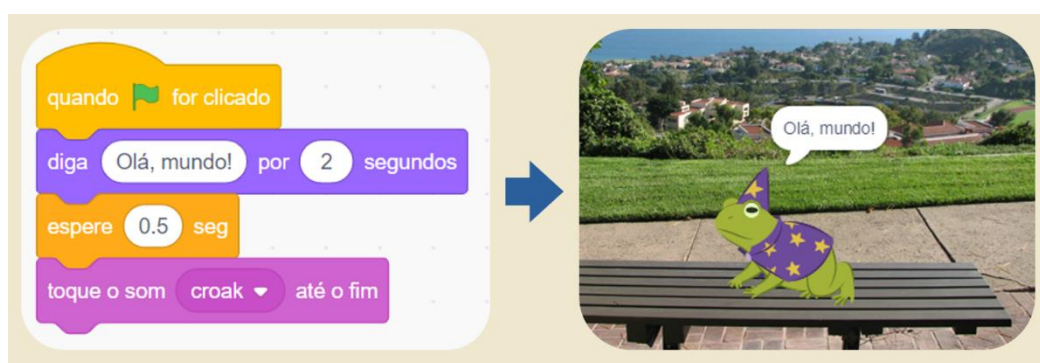 quando for clicado
diga Olá, mundo! por 2 segundos
espere 0.5 seg
toque o som croak até o fim
Olá, mundo!